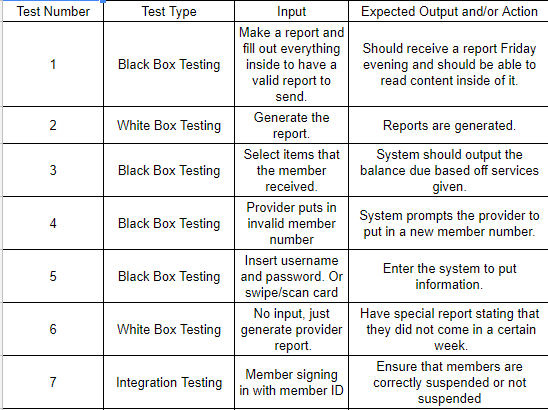 Test Number Test Type Input Expected Output and/or Action
1 Black Box Testing
Make a report and
fill out everything
inside to have a
valid report to
send.
Should receive a report Friday
evening and should be able to
read content inside of it.
2 White Box Testing
Generate the
report.
Reports are generated.
3 Black Box Testing
Select items that
the member
received.
System should output the
balance due based off services
given.
4 Black Box Testing
Provider puts in
invalid member
number
System prompts the provider to
put in a new member number.
5 Black Box Testing
Insert username
and password. Or
swipe/scan card
Enter the system to put
information.
6 White Box Testing
No input, just
generate provider
report.
Have special report stating that
they did not come in a certain
week.
7 Integration Testing
Member signing
in with member ID
Ensure that members are
correctly suspended or not
suspended